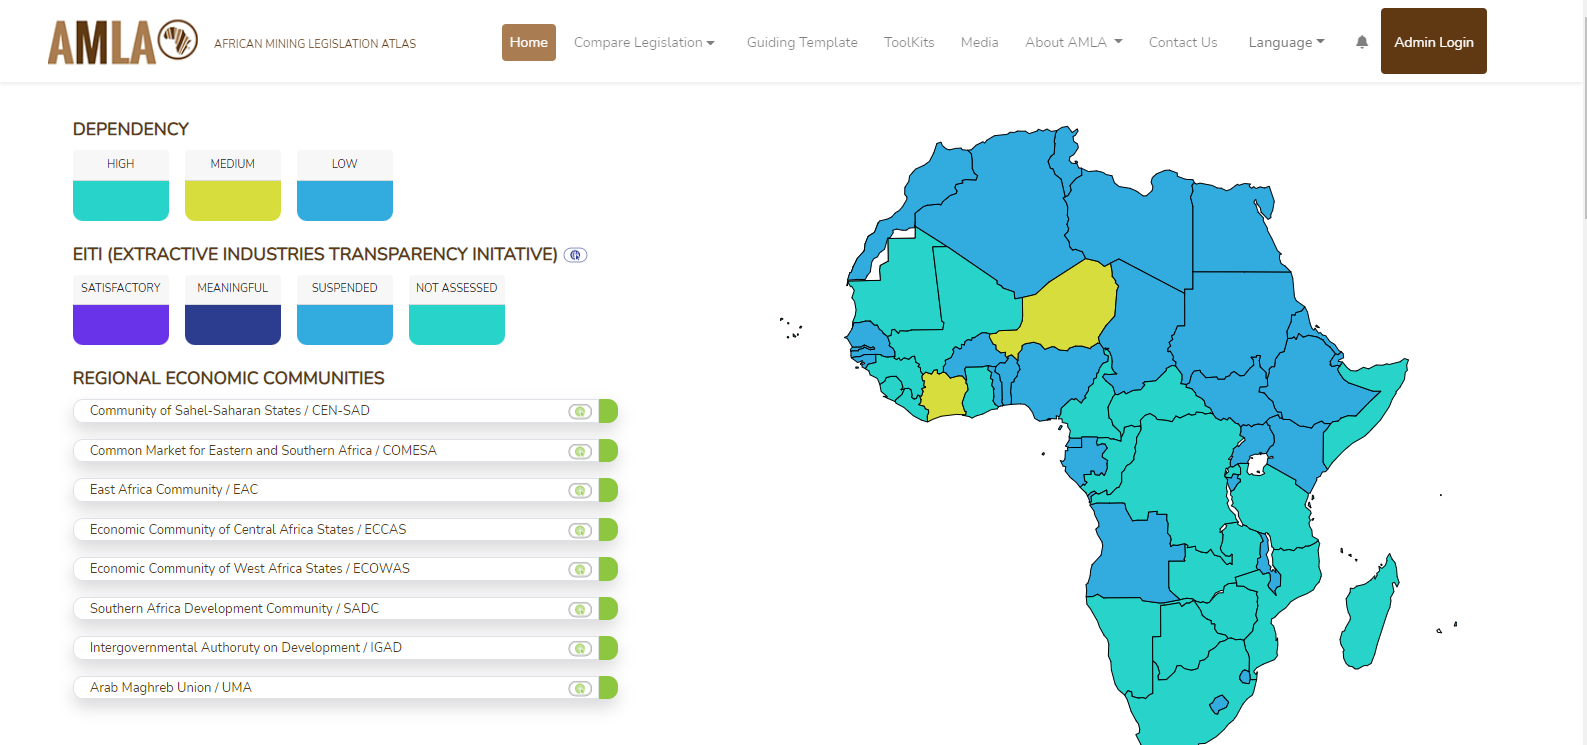 AMLA
AFRICAN MINING LEGISLATION ATLAS
Home
Compare Legislation
Guiding Template
ToolKits
Media
About AMLA
Contact Us
Language
Admin Login
DEPENDENCY
HIGH
MEDIUM
LOW
EITI (EXTRACTIVE INDUSTRIES TRANSPARENCY INITATIVE)
SATISFACTORY
MEANINGFUL
SUSPENDED
NOT ASSESSED
REGIONAL ECONOMIC COMMUNITIES
Community of Sahel-Saharan States / CEN-SAD
Common Market for Eastern and Southern Africa / COMESA
East Africa Community / EAC
Economic Community of Central Africa States / ECCAS
Economic Community of West Africa States / ECOWAS
Southern Africa Development Community / SADC
Intergovernmental Authoruty on Development / IGAD
Arab Maghreb Union / UMA